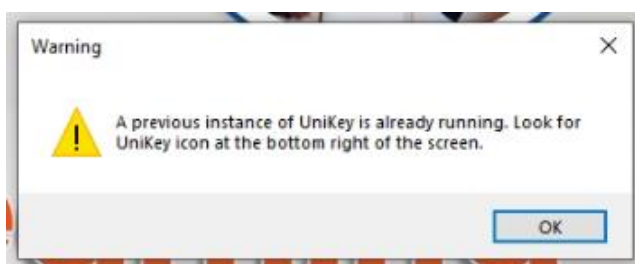 Warning
A previous instance of UniKey is already running. Look for
UniKey icon at the bottom right of the screen.
OK